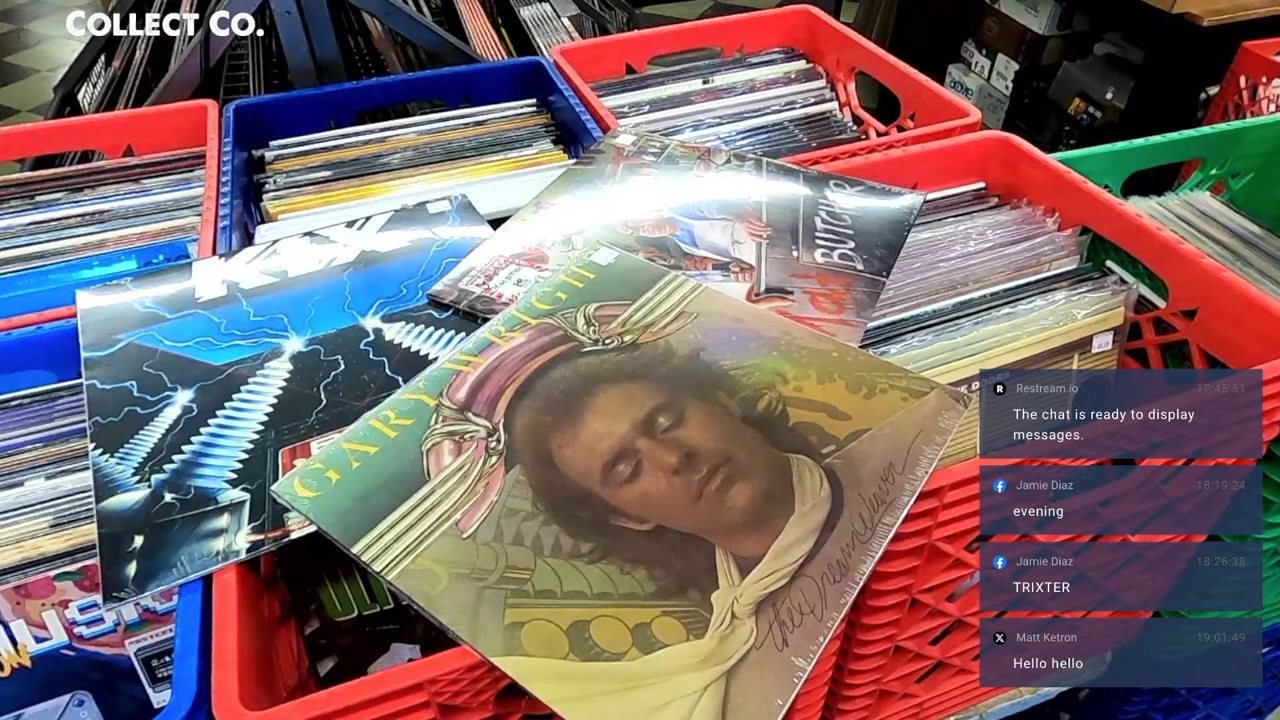 COLLECT CO.
KIX
BUTCHER
GARY WRIGHT
the Dream Weaver
Restream.io 17:45:51
The chat is ready to display
messages.
Jamie Diaz 18:19:24
evening
Jamie Diaz 18:26:38
TRIXTER
Matt Ketron 19:01:49
Hello hello